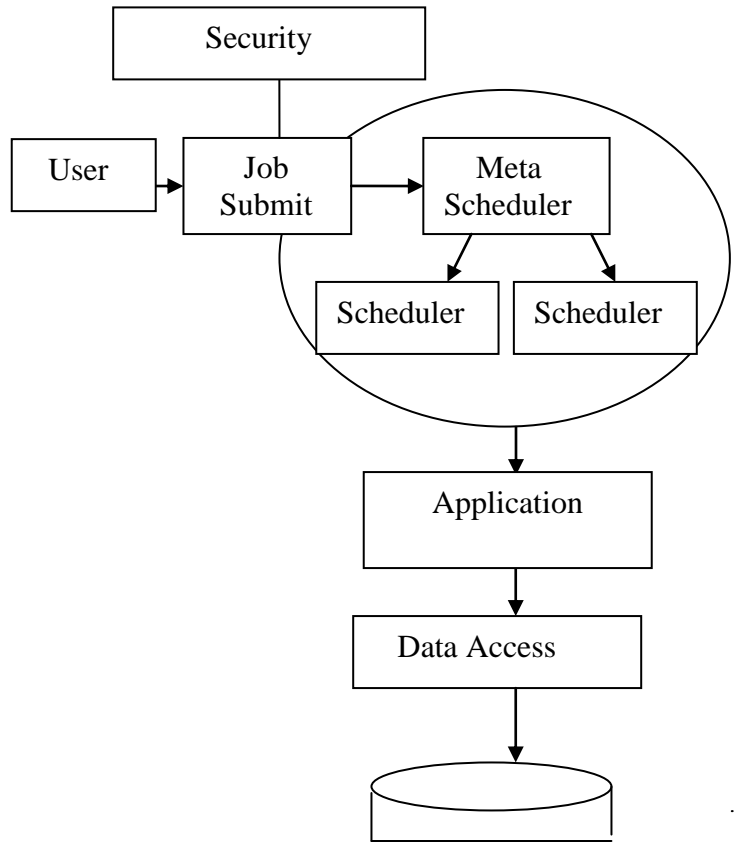 Security
User
Job
Submit
Meta
Scheduler
Scheduler
Scheduler
Application
Data Access